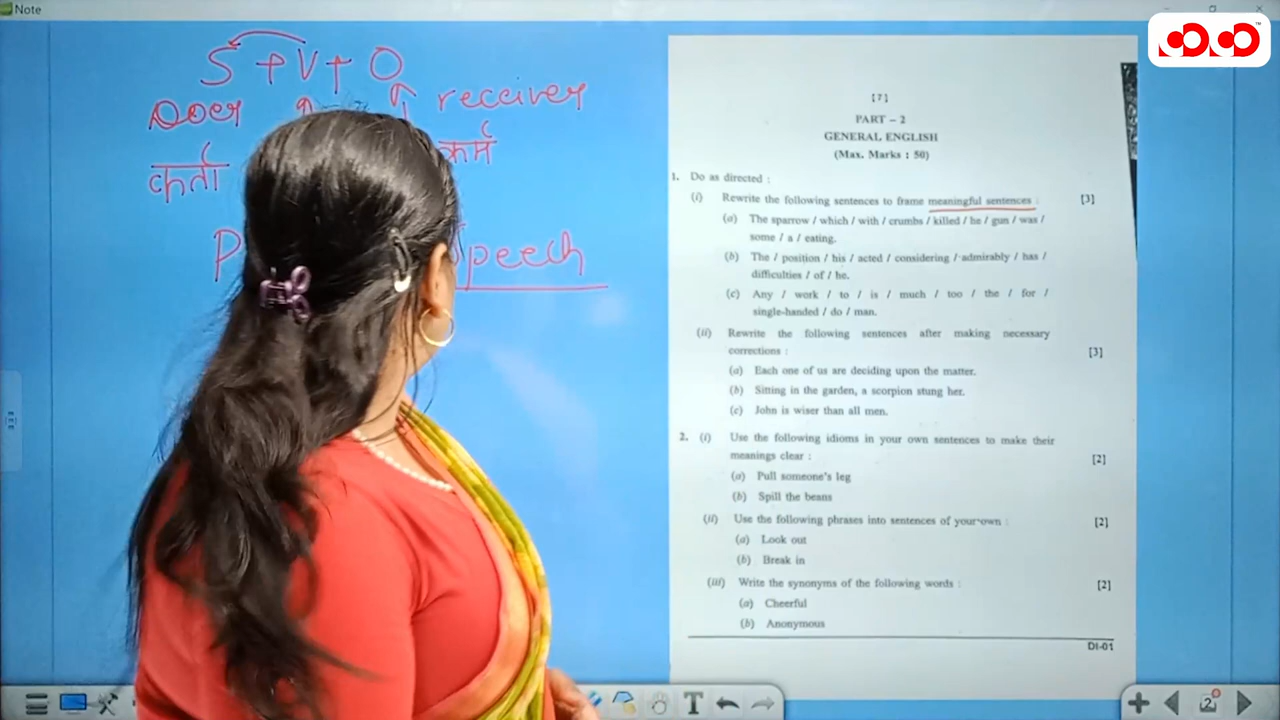 Note
S + V + O
Doer receiver
कर्ता कर्म
Speech
[7]
PART – 2
GENERAL ENGLISH
(Max. Marks : 50)
1. Do as directed :
(i) Rewrite the following sentences to frame meaningful sentences : [3]
(a) The sparrow / which / with / crumbs / killed / he / gun / was /
some / a / eating.
(b) The / position / his / acted / considering / admirably / has /
difficulties / of / he.
(c) Any / work / to / is / much / too / the / for /
single-handed / do / man.
(ii) Rewrite the following sentences after making necessary
corrections : [3]
(a) Each one of us are deciding upon the matter.
(b) Sitting in the garden, a scorpion stung her.
(c) John is wiser than all men.
2. (i) Use the following idioms in your own sentences to make their
meanings clear : [2]
(a) Pull someone's leg
(b) Spill the beans
(ii) Use the following phrases into sentences of your own : [2]
(a) Look out
(b) Break in
(iii) Write the synonyms of the following words : [2]
(a) Cheerful
(b) Anonymous
DI-01
T
2